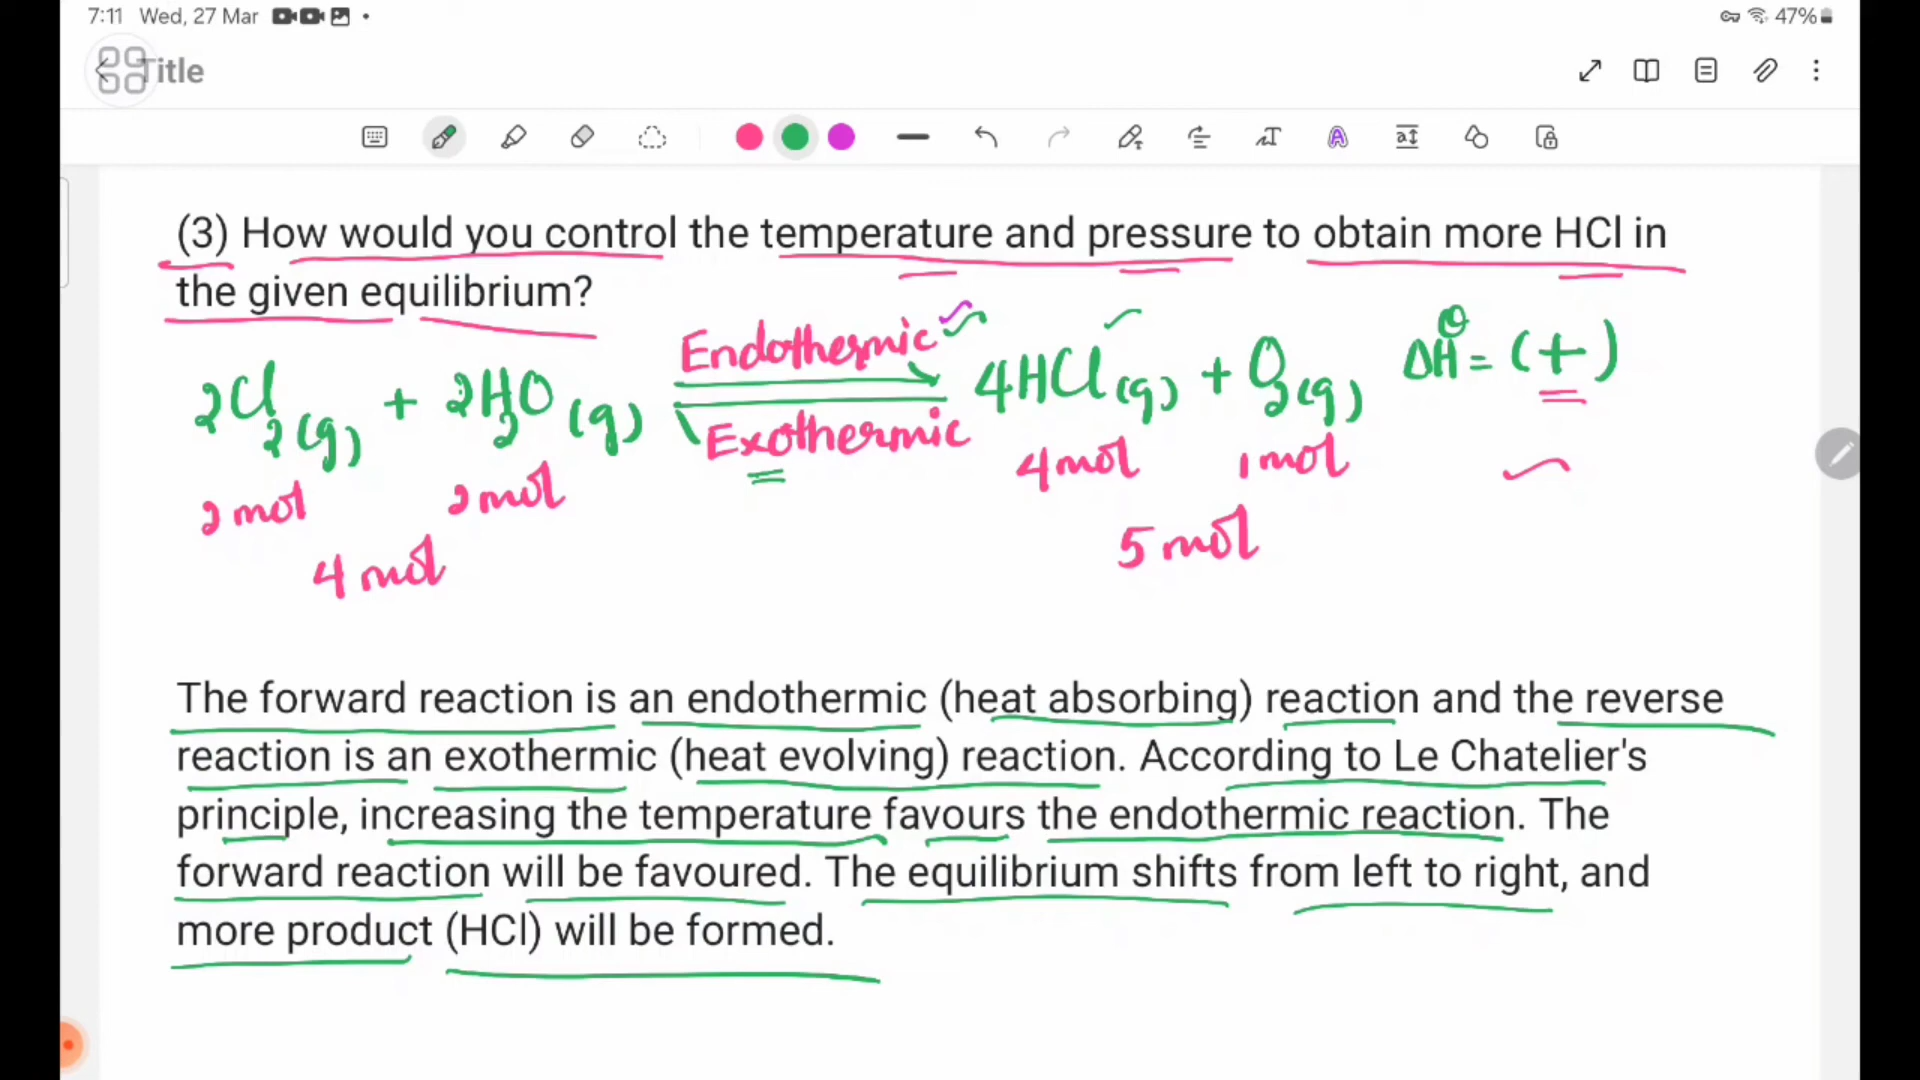 7:11 Wed, 27 Mar
47%
Title
(3) How would you control the temperature and pressure to obtain more HCl in
the given equilibrium?
Endothermic
2Cl₂(g) + 2H₂O(g) ⇌ 4HCl(g) + O₂(g) ΔH⊖ = (+)
Exothermic
2 mol 2 mol 4 mol 1 mol
4 mol 5 mol
The forward reaction is an endothermic (heat absorbing) reaction and the reverse
reaction is an exothermic (heat evolving) reaction. According to Le Chatelier's
principle, increasing the temperature favours the endothermic reaction. The
forward reaction will be favoured. The equilibrium shifts from left to right, and
more product (HCl) will be formed.